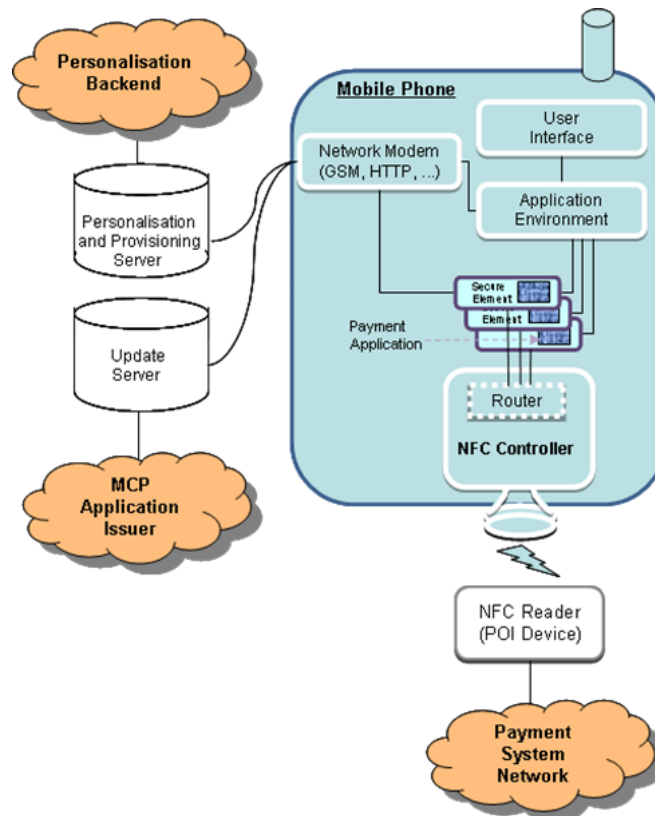 Personalisation
Backend
Mobile Phone
User
Interface
Network Modem
(GSM, HTTP, ...)
Personalisation
and Provisioning
Server
Application
Environment
Secure
Element
Element
Payment
Application
Update
Server
Router
NFC Controller
MCP
Application
Issuer
NFC Reader
(POI Device)
Payment
System
Network